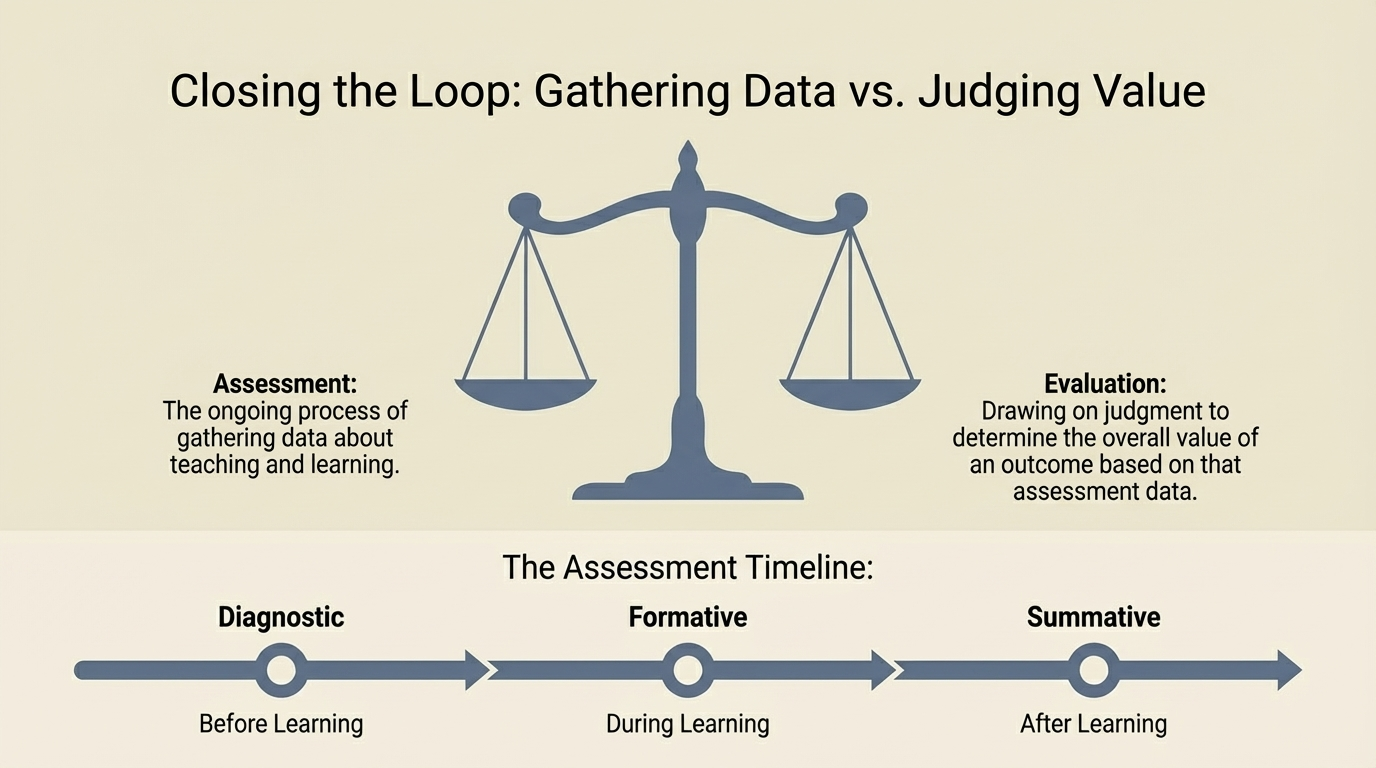 Closing the Loop: Gathering Data vs. Judging Value
Assessment:
The ongoing process of
gathering data about
teaching and learning.
Evaluation:
Drawing on judgment to
determine the overall value of
an outcome based on that
assessment data.
The Assessment Timeline:
Diagnostic
Formative
Summative
Before Learning
During Learning
After Learning